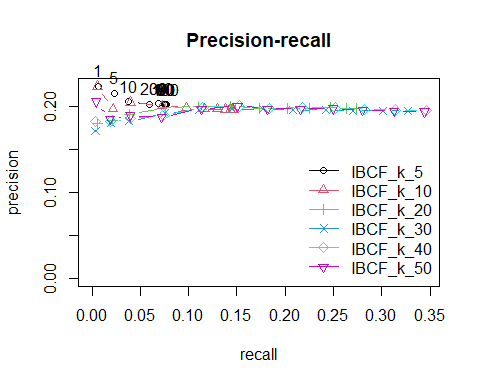 Precision-recall
1
5
10
20
precision
0.00
0.10
0.20
IBCF_k_5
IBCF_k_10
IBCF_k_20
IBCF_k_30
IBCF_k_40
IBCF_k_50
0.00 0.05 0.10 0.15 0.20 0.25 0.30 0.35
recall